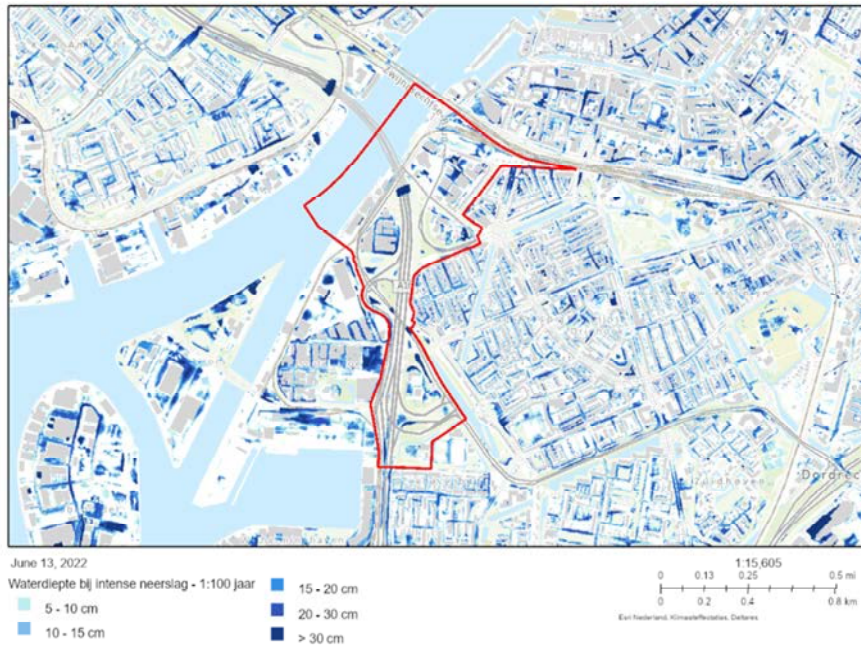 June 13, 2022
1:15,605
Waterdiepte bij intense neerslag - 1:100 jaar
0 0.13 0.25 0.5 mi
0 0.2 0.4 0.8 km
5 - 10 cm
10 - 15 cm
15 - 20 cm
20 - 30 cm
> 30 cm
Esri Nederland, Klimaateffectatlas, Deltares